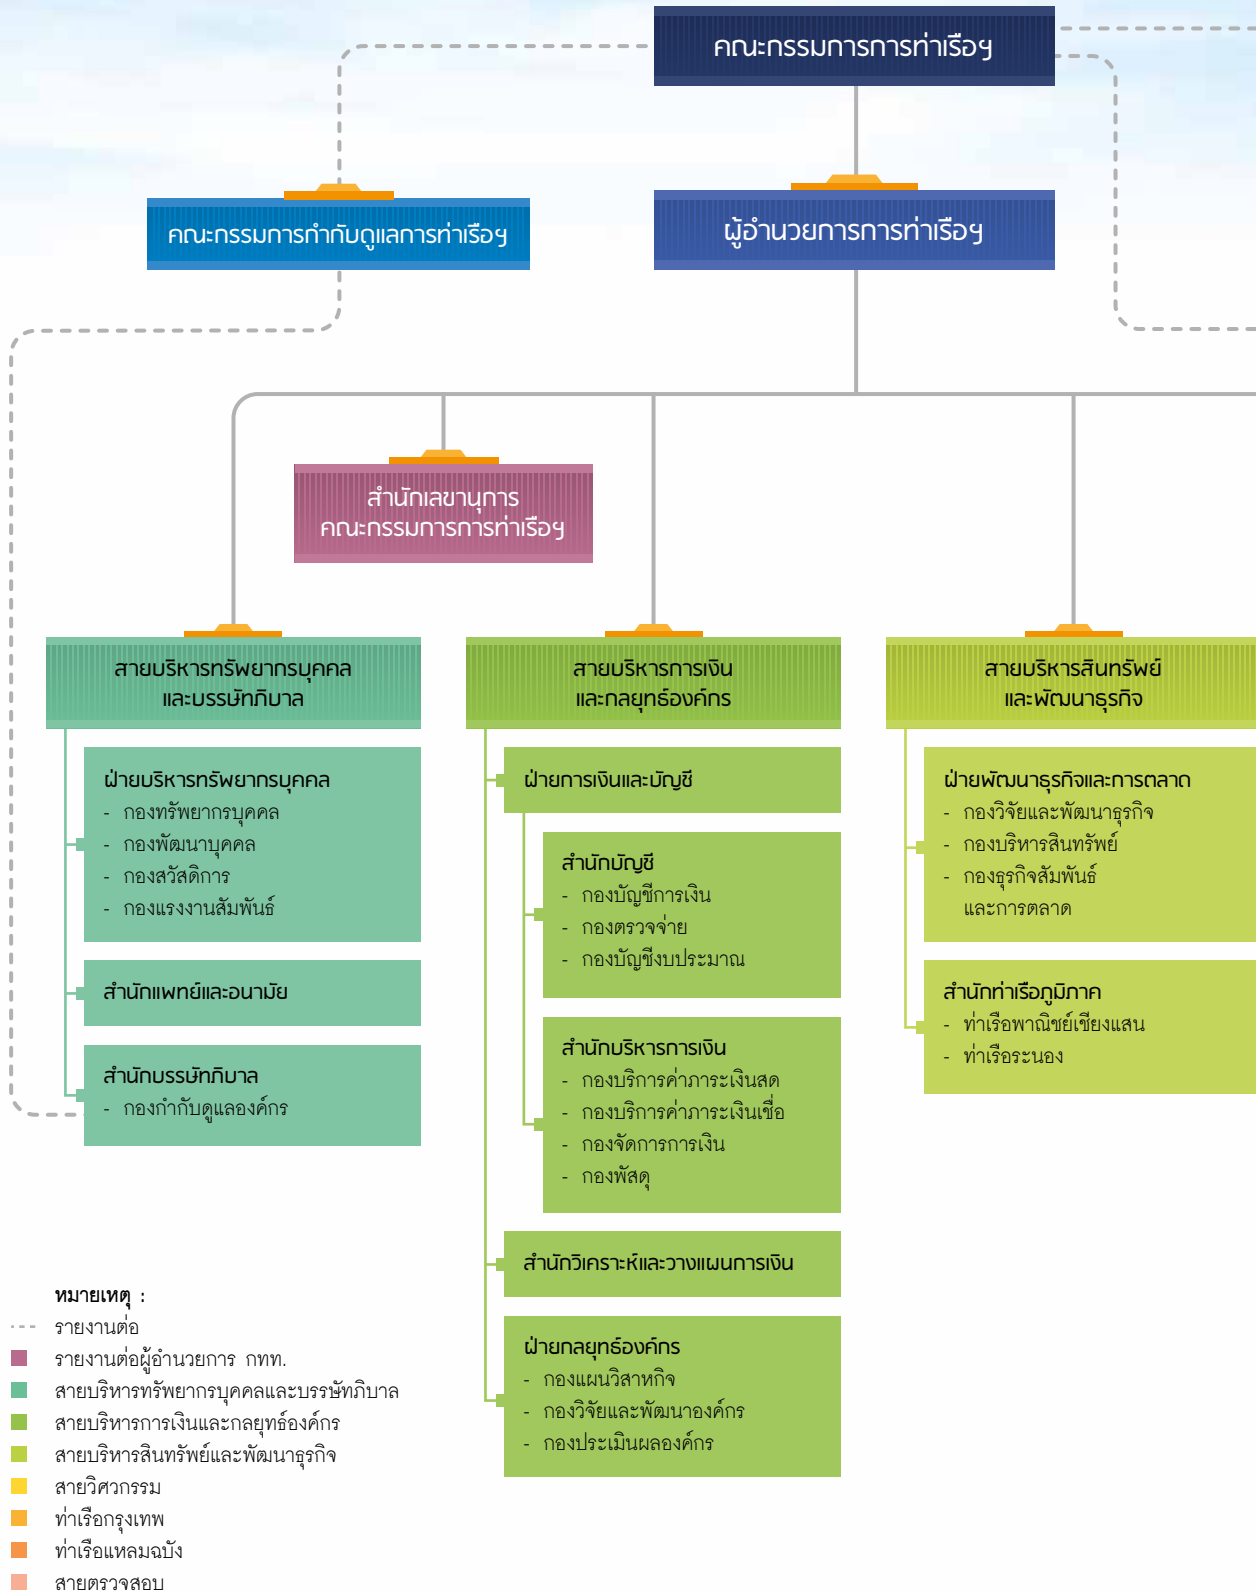 คณะกรรมการการท่าเรือฯ
คณะกรรมการกำกับดูแลการท่าเรือฯ
ผู้อำนวยการการท่าเรือฯ
สำนักเลขานุการ
คณะกรรมการการท่าเรือฯ
สายบริหารทรัพยากรบุคคล
และบรรษัทภิบาล
ฝ่ายบริหารทรัพยากรบุคคล
- กองทรัพยากรบุคคล
- กองพัฒนาบุคคล
- กองสวัสดิการ
- กองแรงงานสัมพันธ์
สำนักแพทย์และอนามัย
สำนักบรรษัทภิบาล
- กองกำกับดูแลองค์กร
สายบริหารการเงิน
และกลยุทธ์องค์กร
ฝ่ายการเงินและบัญชี
สำนักบัญชี
- กองบัญชีการเงิน
- กองตรวจจ่าย
- กองบัญชีงบประมาณ
สำนักบริหารการเงิน
- กองบริการค่าภาระเงินสด
- กองบริการค่าภาระเงินเชื่อ
- กองจัดการการเงิน
- กองพัสดุ
สำนักวิเคราะห์และวางแผนการเงิน
ฝ่ายกลยุทธ์องค์กร
- กองแผนวิสาหกิจ
- กองวิจัยและพัฒนาองค์กร
- กองประเมินผลองค์กร
สายบริหารสินทรัพย์
และพัฒนาธุรกิจ
ฝ่ายพัฒนาธุรกิจและการตลาด
- กองวิจัยและพัฒนาธุรกิจ
- กองบริหารสินทรัพย์
- กองธุรกิจสัมพันธ์
และการตลาด
สำนักท่าเรือภูมิภาค
- ท่าเรือพาณิชย์เชียงแสน
- ท่าเรือระนอง
หมายเหตุ :
รายงานต่อ
รายงานต่อผู้อำนวยการ กทท.
สายบริหารทรัพยากรบุคคลและบรรษัทภิบาล
สายบริหารการเงินและกลยุทธ์องค์กร
สายบริหารสินทรัพย์และพัฒนาธุรกิจ
สายวิศวกรรม
ท่าเรือกรุงเทพ
ท่าเรือแหลมฉบัง
สายตรวจสอบ